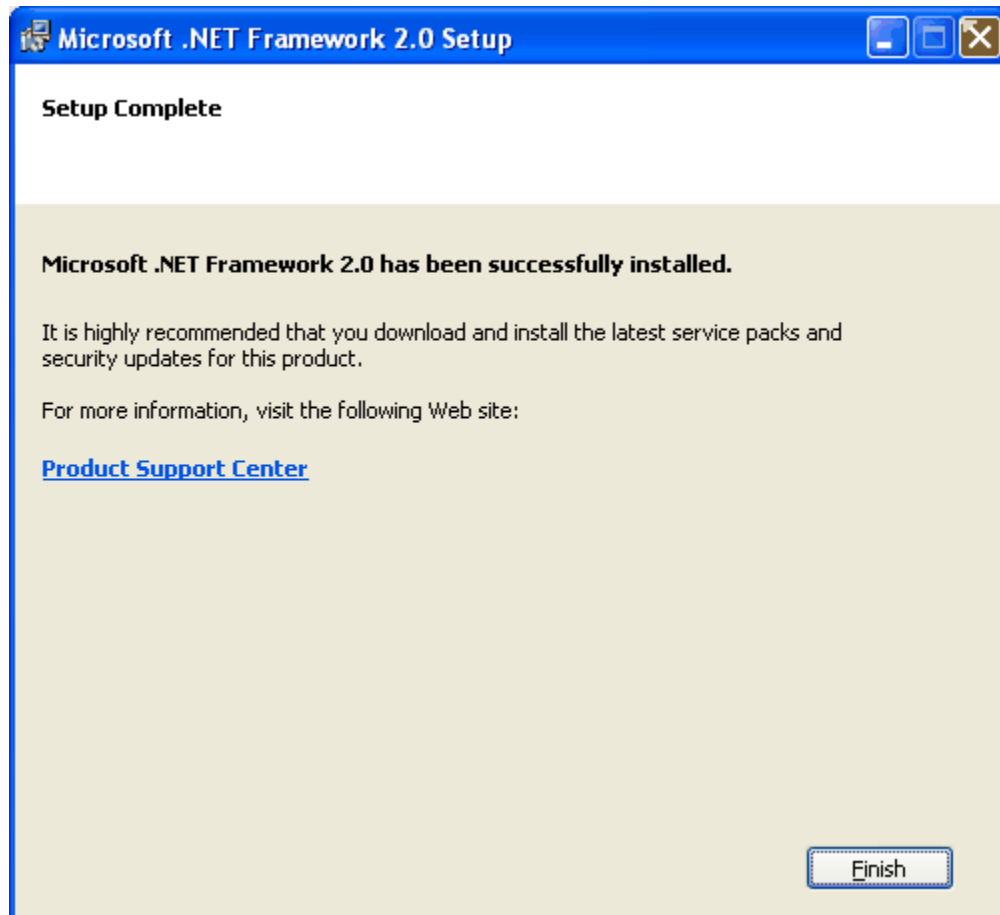 Microsoft .NET Framework 2.0 Setup
Setup Complete
Microsoft .NET Framework 2.0 has been successfully installed.
It is highly recommended that you download and install the latest service packs and
security updates for this product.
For more information, visit the following Web site:
Product Support Center
Finish